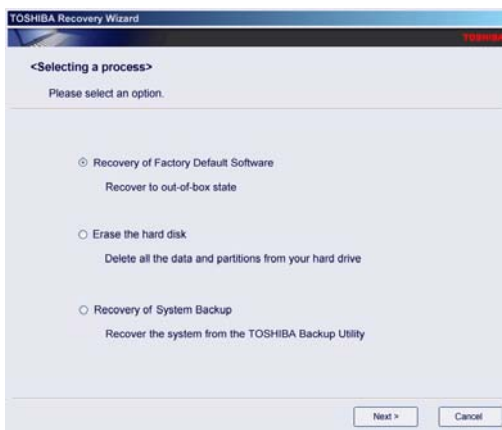 TOSHIBA Recovery Wizard
TOSHIBA
<Selecting a process>
Please select an option.
Recovery of Factory Default Software
Recover to out-of-box state
Erase the hard disk
Delete all the data and partitions from your hard drive
Recovery of System Backup
Recover the system from the TOSHIBA Backup Utility
Next >
Cancel